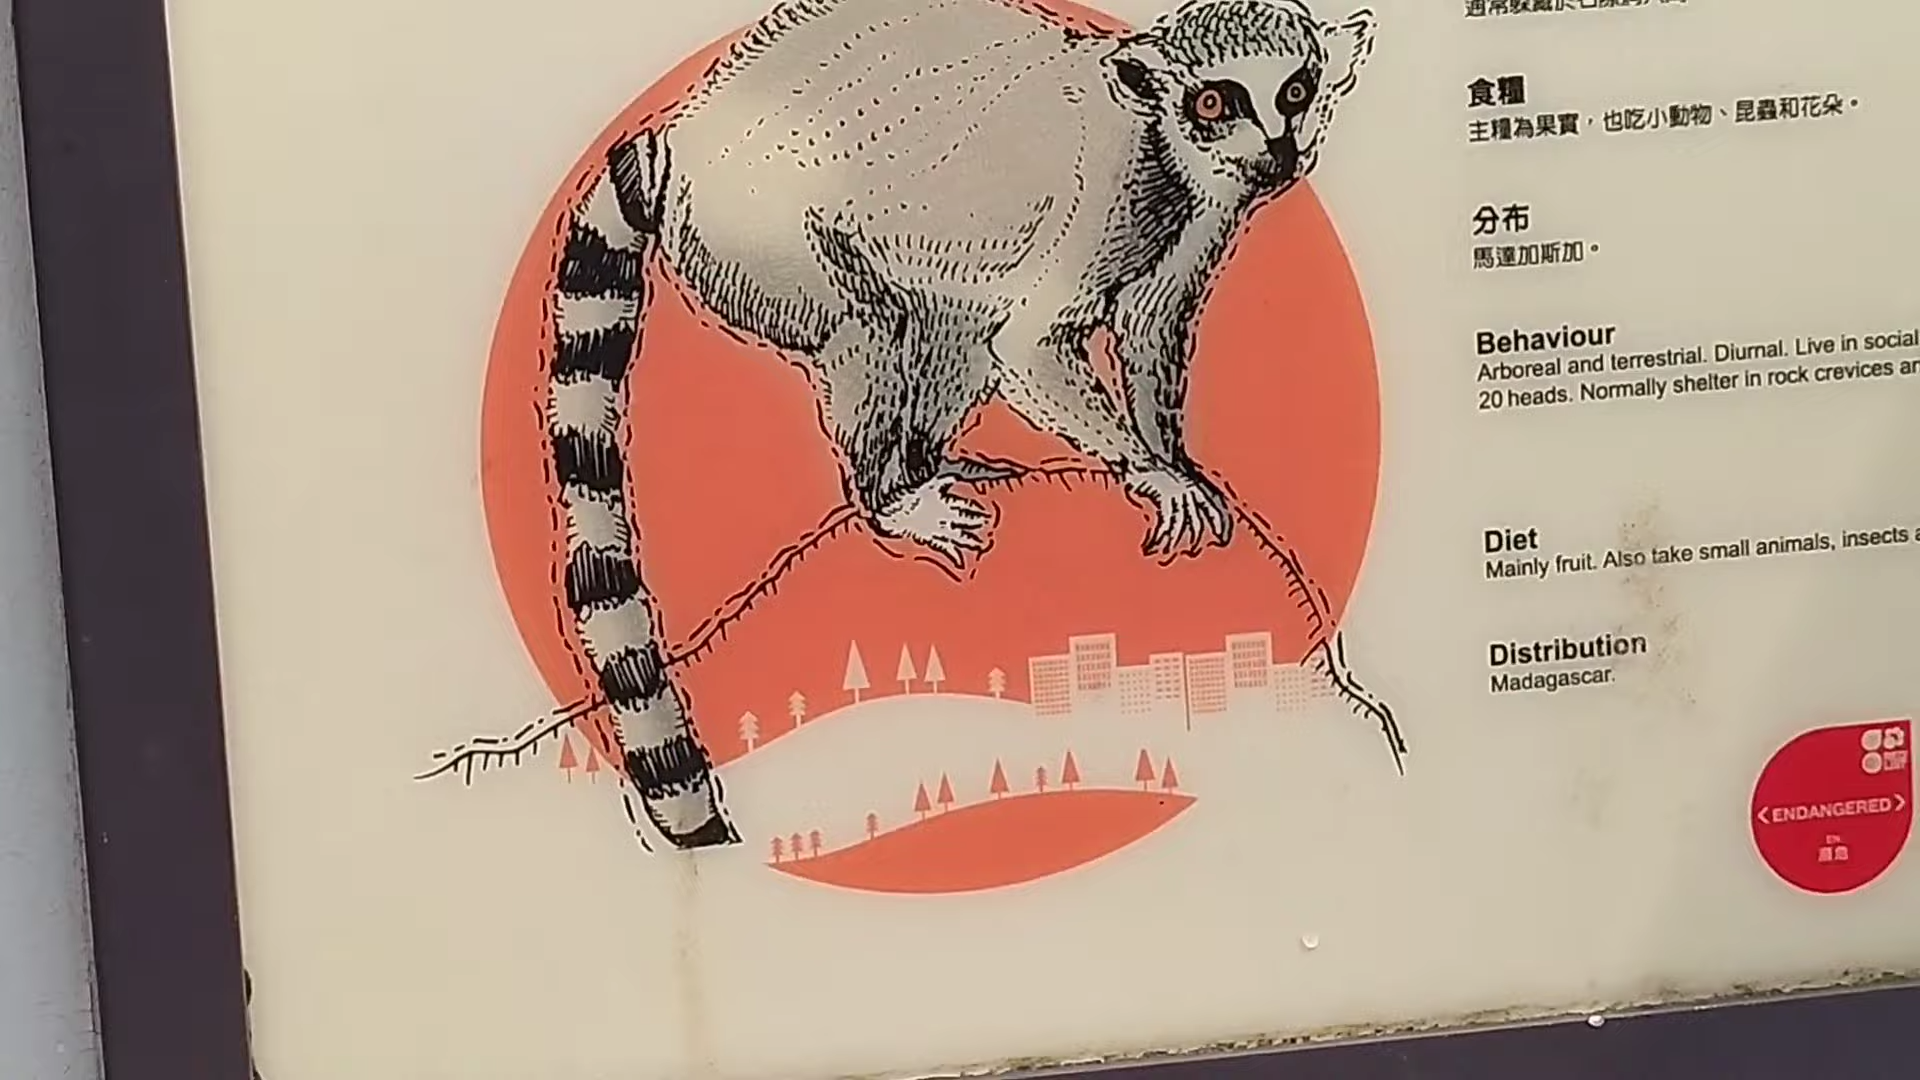 食糧
主糧為果實，也吃小動物、昆蟲和花朵。
分布
馬達加斯加。
Behaviour
Arboreal and terrestrial. Diurnal. Live in social
20 heads. Normally shelter in rock crevices
Diet
Mainly fruit. Also take small animals, insects
Distribution
Madagascar.
<ENDANGERED>
EN
瀕危